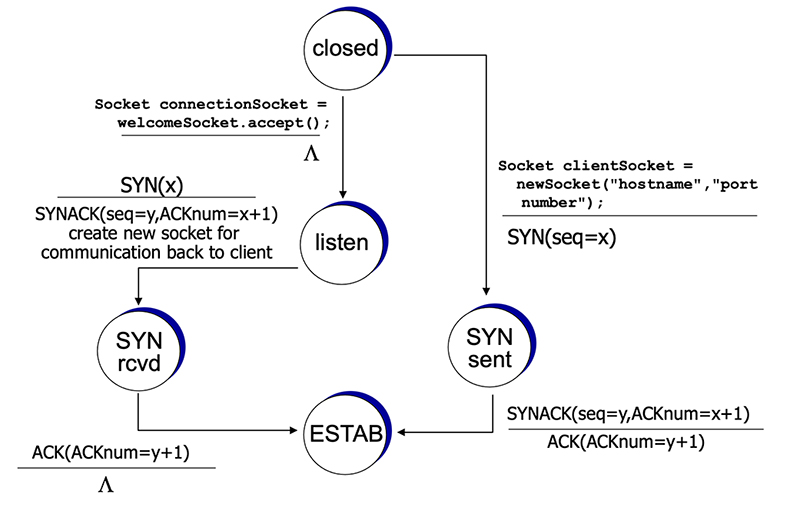 closed
Socket connectionSocket =
welcomeSocket.accept();
Λ
Socket clientSocket =
newSocket("hostname","port
number");
SYN(seq=x)
SYN(x)
SYNACK(seq=y,ACKnum=x+1)
create new socket for
communication back to client
listen
SYN
rcvd
SYN
sent
ESTAB
SYNACK(seq=y,ACKnum=x+1)
ACK(ACKnum=y+1)
ACK(ACKnum=y+1)
Λ